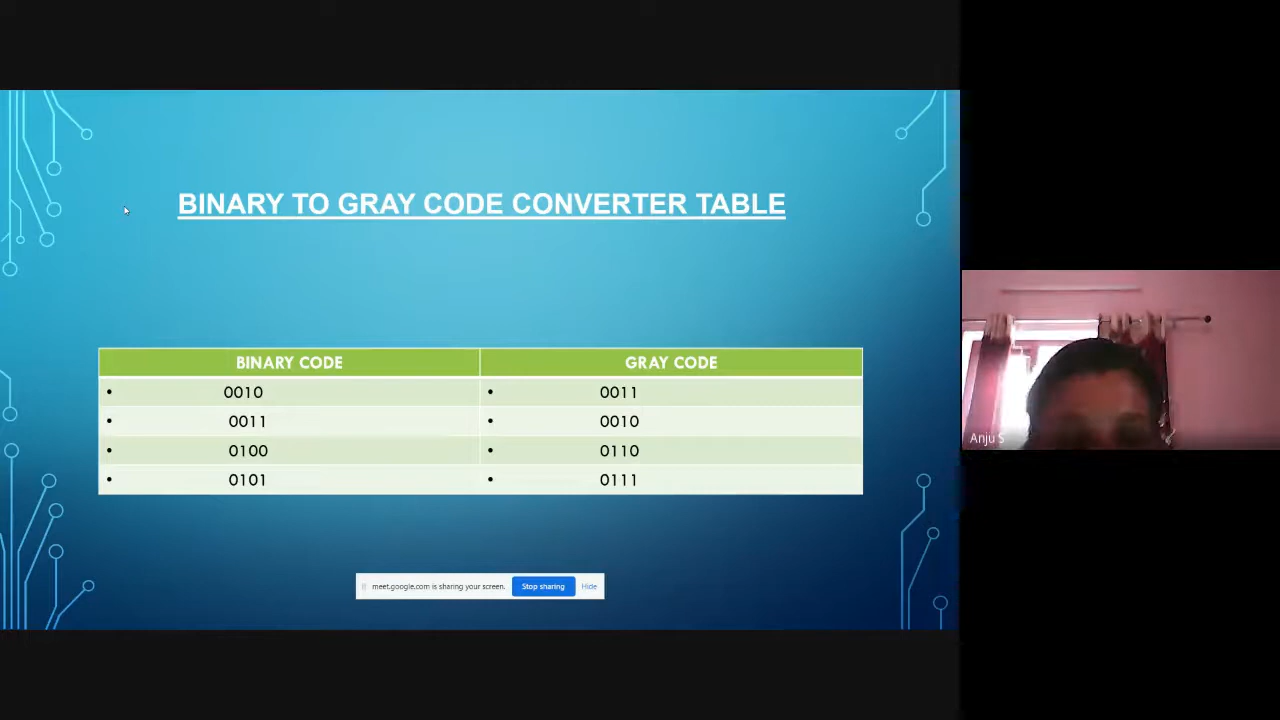 BINARY TO GRAY CODE CONVERTER TABLE
BINARY CODE GRAY CODE
• 0010 • 0011
• 0011 • 0010
• 0100 • 0110
• 0101 • 0111
Anju S
meet.google.com is sharing your screen. Stop sharing Hide